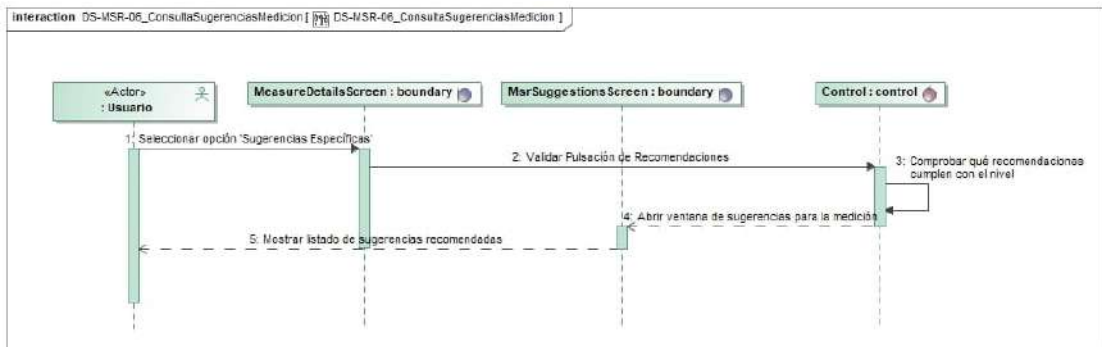 interaction DS-MSR-06_ConsultaSugerenciasMedicion [ DS-MSR-06_ConsultaSugerenciasMedicion ]
«Actor»
: Usuario
MeasureDetailsScreen : boundary
MsrSuggestionsScreen : boundary
Control : control
1: Seleccionar opción 'Sugerencias Específicas'
2: Validar Pulsación de Recomendaciones
3: Comprobar qué recomendaciones
cumplen con el nivel
4: Abrir ventana de sugerencias para la medición
5: Mostrar listado de sugerencias recomendadas